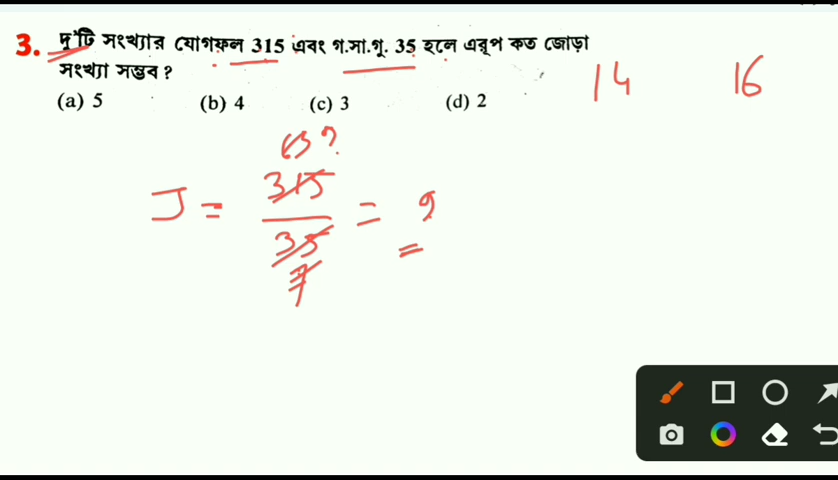 3. দু'টি সংখ্যার যোগফল 315 এবং গ.সা.গু. 35 হলে এরূপ কত জোড়া
সংখ্যা সম্ভব ?
(a) 5 (b) 4 (c) 3 (d) 2
14 16
63 9
J = 315 / 35 = 9
7